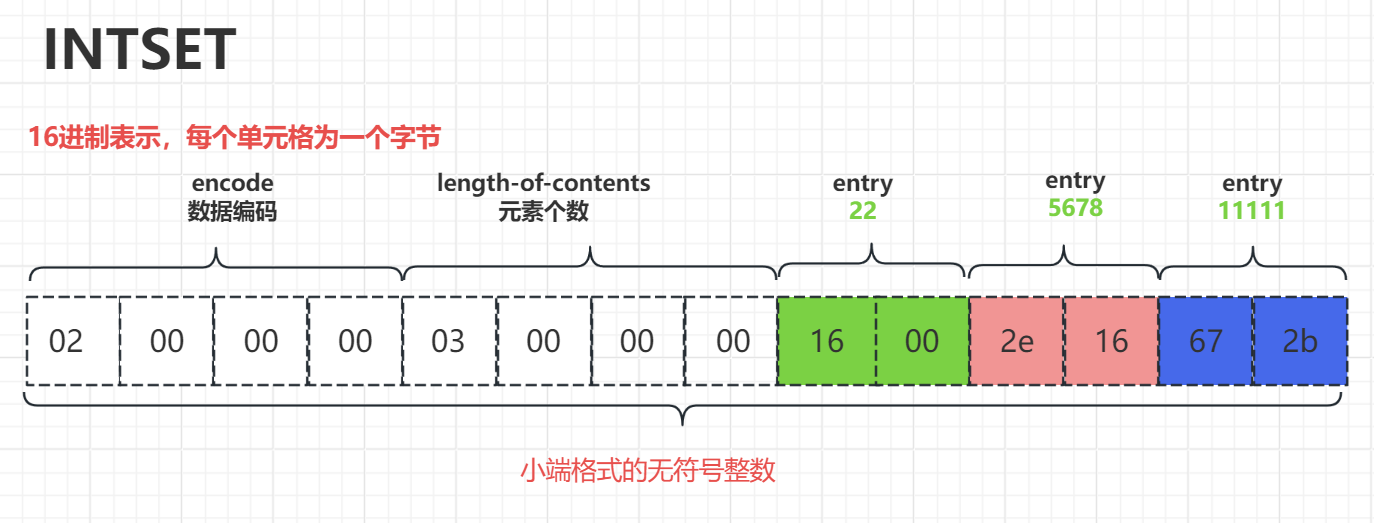 INTSET
16进制表示，每个单元格为一个字节
encode
数据编码
length-of-contents
元素个数
entry
22
entry
5678
entry
11111
02 00 00 00 03 00 00 00 16 00 2e 16 67 2b
小端格式的无符号整数